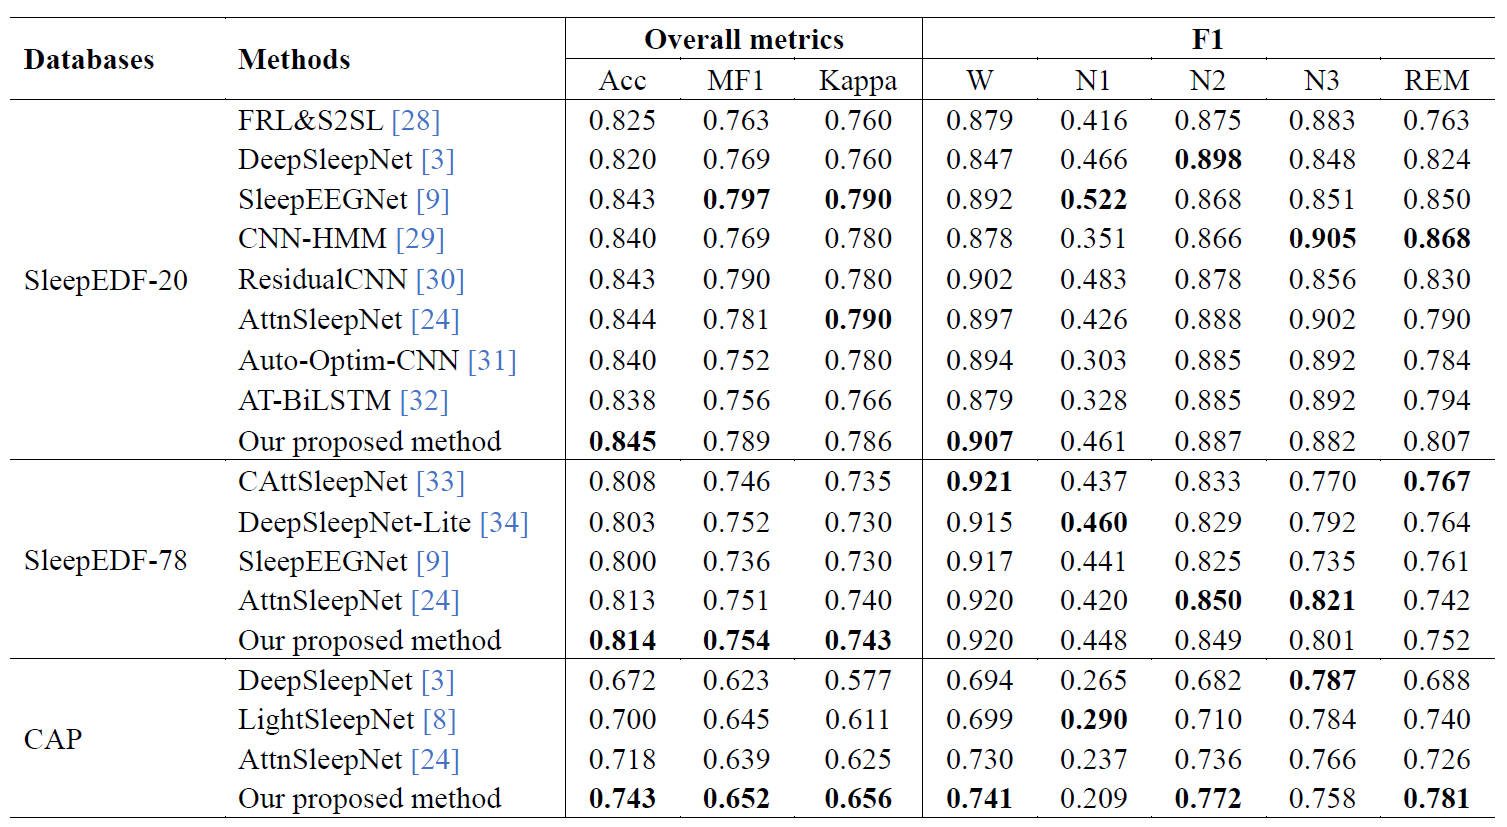 Databases Methods Overall metrics F1
Acc MF1 Kappa W N1 N2 N3 REM
FRL&S2SL [28] 0.825 0.763 0.760 0.879 0.416 0.875 0.883 0.763
DeepSleepNet [3] 0.820 0.769 0.760 0.847 0.466 0.898 0.848 0.824
SleepEEGNet [9] 0.843 0.797 0.790 0.892 0.522 0.868 0.851 0.850
CNN-HMM [29] 0.840 0.769 0.780 0.878 0.351 0.866 0.905 0.868
SleepEDF-20 ResidualCNN [30] 0.843 0.790 0.780 0.902 0.483 0.878 0.856 0.830
AttnSleepNet [24] 0.844 0.781 0.790 0.897 0.426 0.888 0.902 0.790
Auto-Optim-CNN [31] 0.840 0.752 0.780 0.894 0.303 0.885 0.892 0.784
AT-BiLSTM [32] 0.838 0.756 0.766 0.879 0.328 0.885 0.892 0.794
Our proposed method 0.845 0.789 0.786 0.907 0.461 0.887 0.882 0.807
CAttSleepNet [33] 0.808 0.746 0.735 0.921 0.437 0.833 0.770 0.767
DeepSleepNet-Lite [34] 0.803 0.752 0.730 0.915 0.460 0.829 0.792 0.764
SleepEDF-78 SleepEEGNet [9] 0.800 0.736 0.730 0.917 0.441 0.825 0.735 0.761
AttnSleepNet [24] 0.813 0.751 0.740 0.920 0.420 0.850 0.821 0.742
Our proposed method 0.814 0.754 0.743 0.920 0.448 0.849 0.801 0.752
DeepSleepNet [3] 0.672 0.623 0.577 0.694 0.265 0.682 0.787 0.688
LightSleepNet [8] 0.700 0.645 0.611 0.699 0.290 0.710 0.784 0.740
CAP AttnSleepNet [24] 0.718 0.639 0.625 0.730 0.237 0.736 0.766 0.726
Our proposed method 0.743 0.652 0.656 0.741 0.209 0.772 0.758 0.781